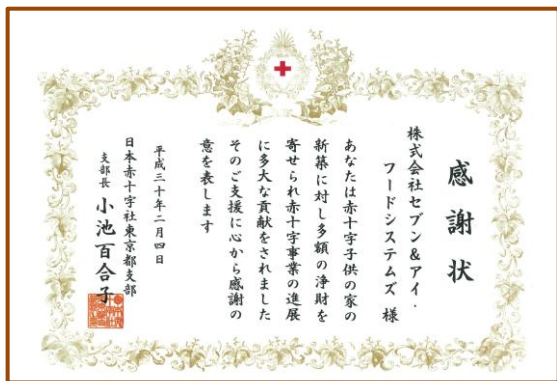 感謝状
株式会社セブン&アイ・
フードシステムズ 様
あなたは赤十字子供の家の
新築に対し多額の浄財を
寄せられ赤十字事業の進展
に多大な貢献をされました
そのご支援に心から感謝の
意を表します
平成三十年二月四日
日本赤十字社東京都支部
支部長 小池百合子